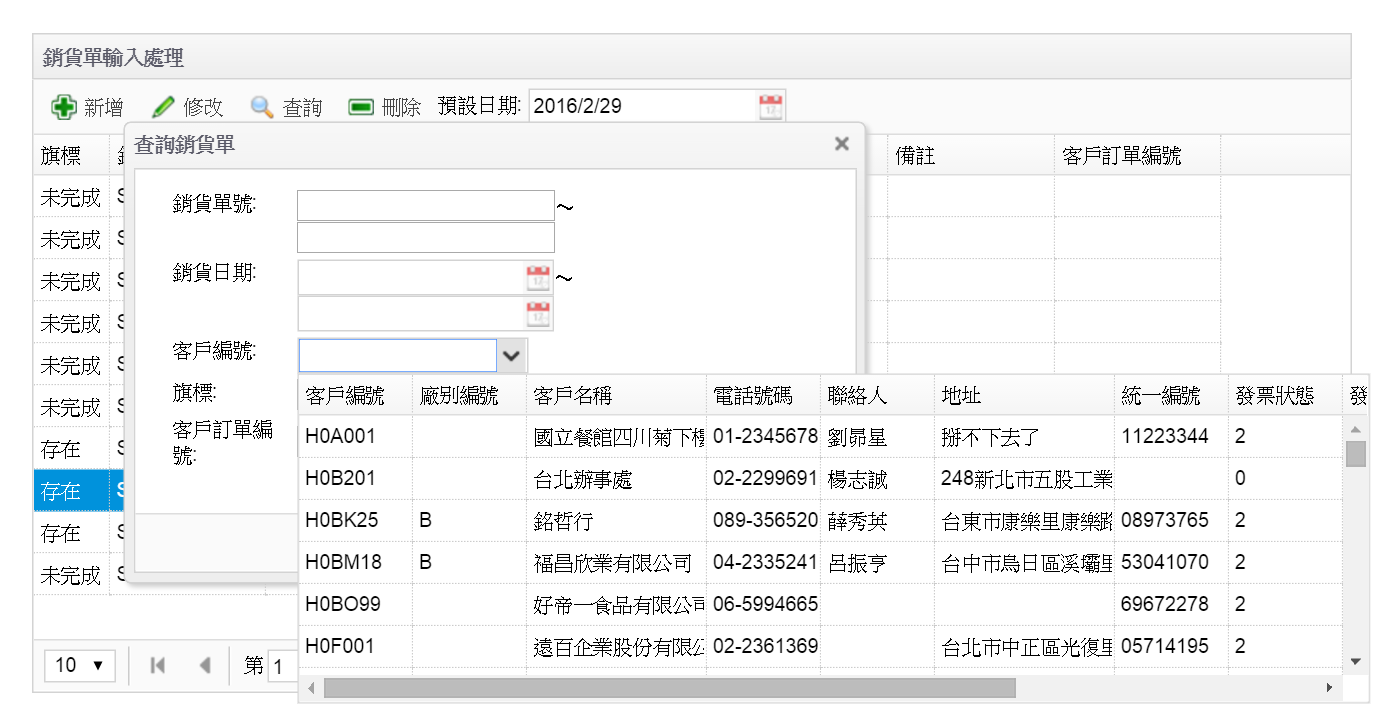 銷貨單輸入處理
新增 修改 查詢 刪除 預設日期: 2016/2/29
旗標 備註 客戶訂單編號
未完成 S
未完成 S
未完成 S
未完成 S
未完成 S
未完成 S
存在 S
存在 S
存在 S
未完成 S
查詢銷貨單
銷貨單號: ～
銷貨日期: ～
客戶編號:
旗標:
客戶訂單編
號:
客戶編號 廠別編號 客戶名稱 電話號碼 聯絡人 地址 統一編號 發票狀態 發
H0A001 國立餐館四川菊下樓 01-2345678 劉昴星 掰不下去了 11223344 2
H0B201 台北辦事處 02-2299691 楊志誠 248新北市五股工業 0
H0BK25 B 銘哲行 089-356520 薛秀英 台東市康樂里康樂路 08973765 2
H0BM18 B 福昌欣業有限公司 04-2335241 呂振亨 台中市烏日區溪壩里 53041070 2
H0BO99 好帝一食品有限公司 06-5994665 69672278 2
H0F001 遠百企業股份有限公 02-2361369 台北市中正區光復里 05714195 2
10 第 1